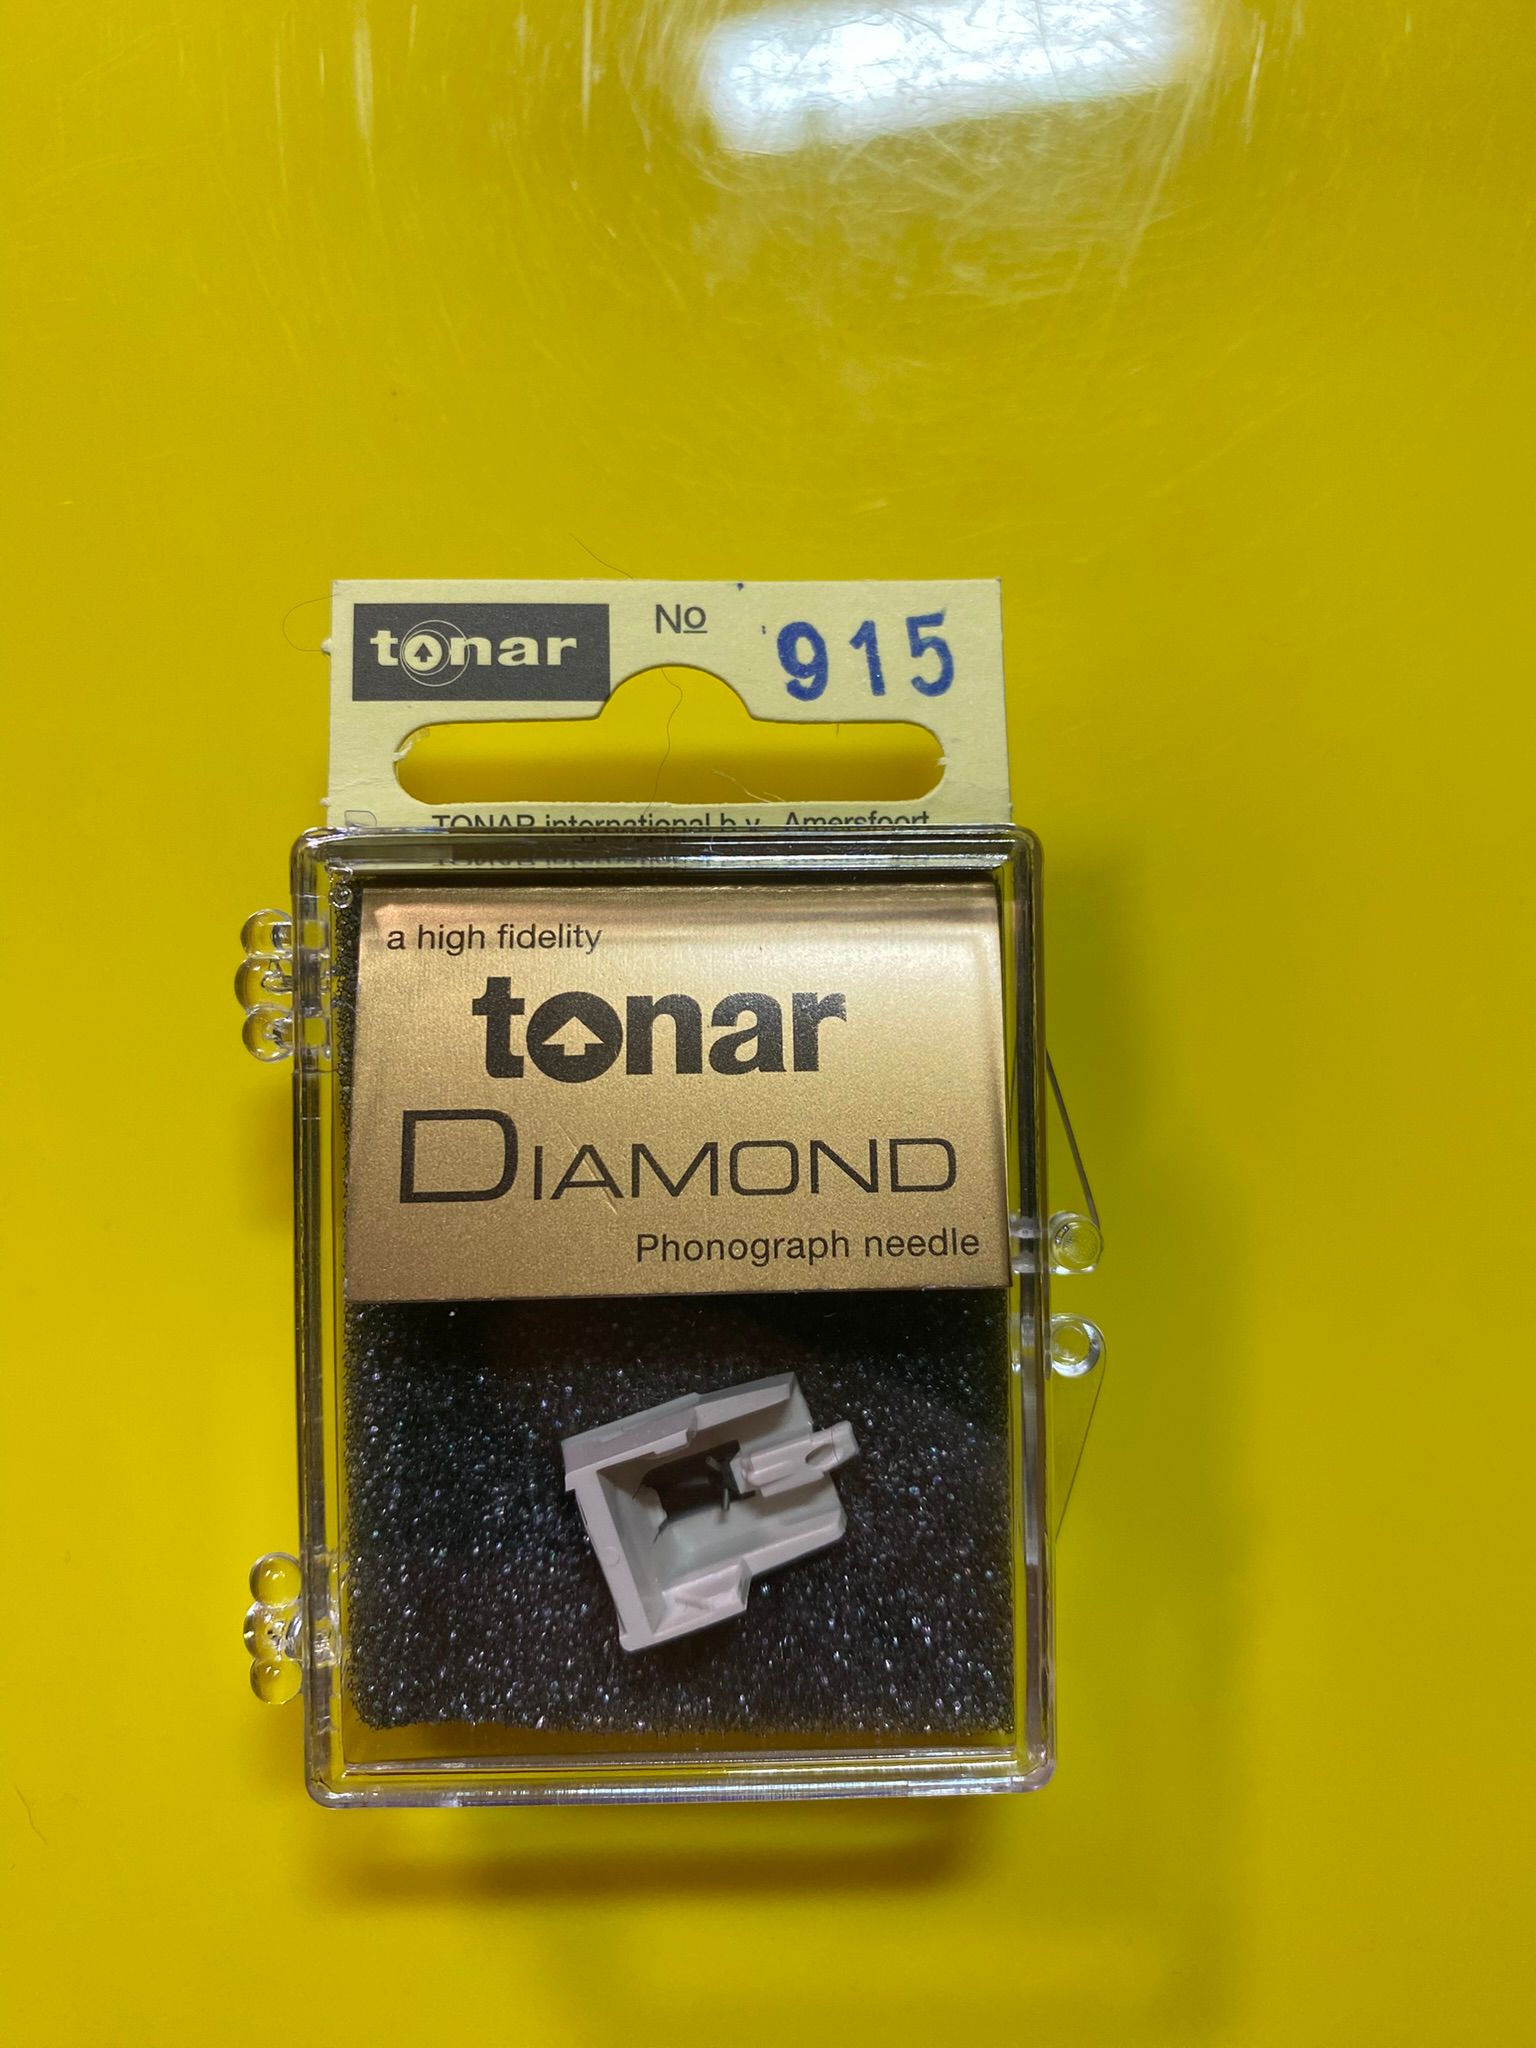 tonar
No 915
TONAR international b.v. Amersfoort
a high fidelity
tonar
DIAMOND
Phonograph needle